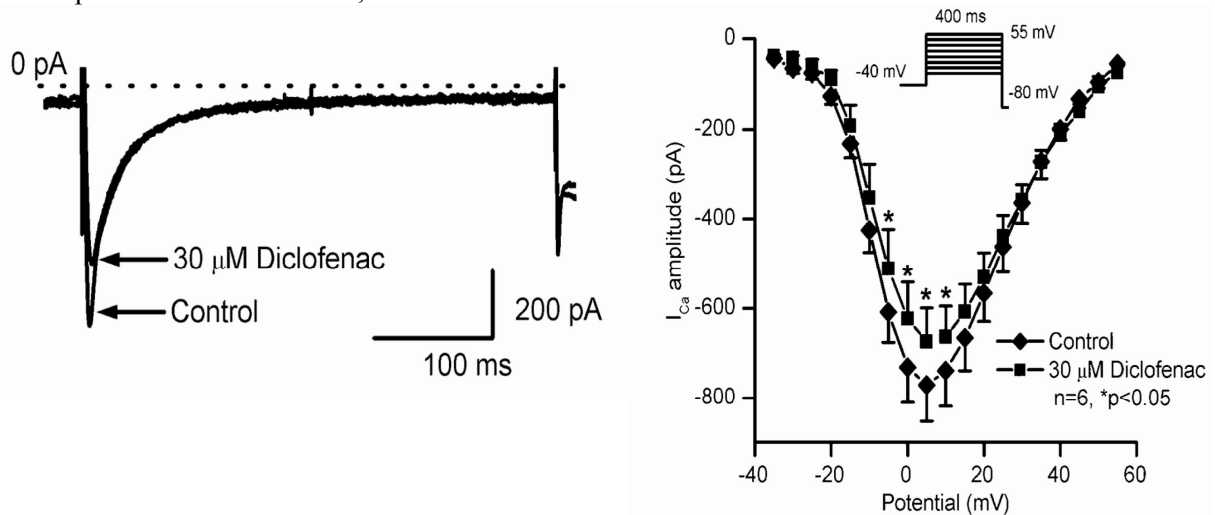 0 pA
30 μM Diclofenac
Control
200 pA
100 ms
400 ms
55 mV
-40 mV
-80 mV
0
-200
-400
-600
-800
I_Ca amplitude (pA)
*
*
* *
Control
30 μM Diclofenac
n=6, *p<0.05
-40 -20 0 20 40 60
Potential (mV)